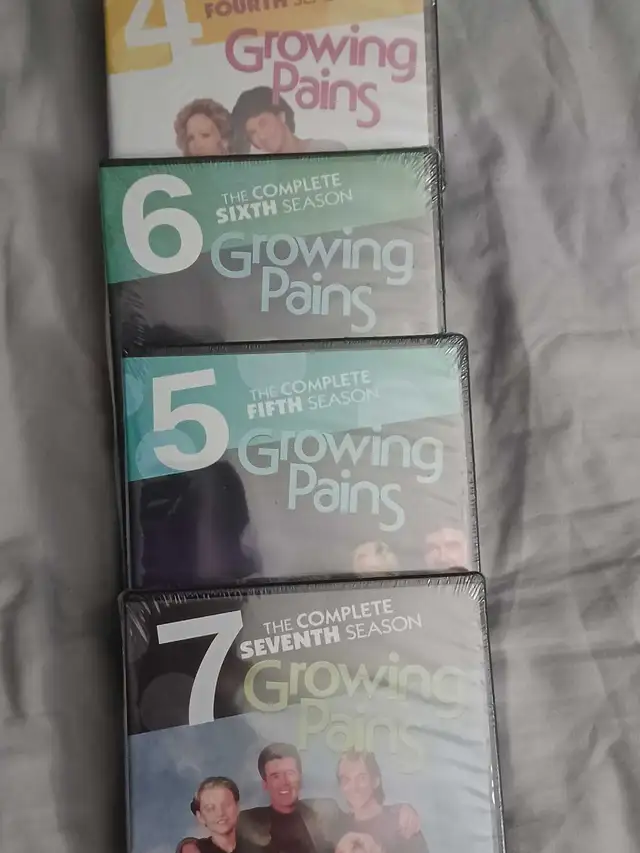 4
FOURTH
Growing
Pains
6
THE COMPLETE
SIXTH SEASON
Growing
Pains
5
THE COMPLETE
FIFTH SEASON
Growing
Pains
7
THE COMPLETE
SEVENTH SEASON
Growing
Pains